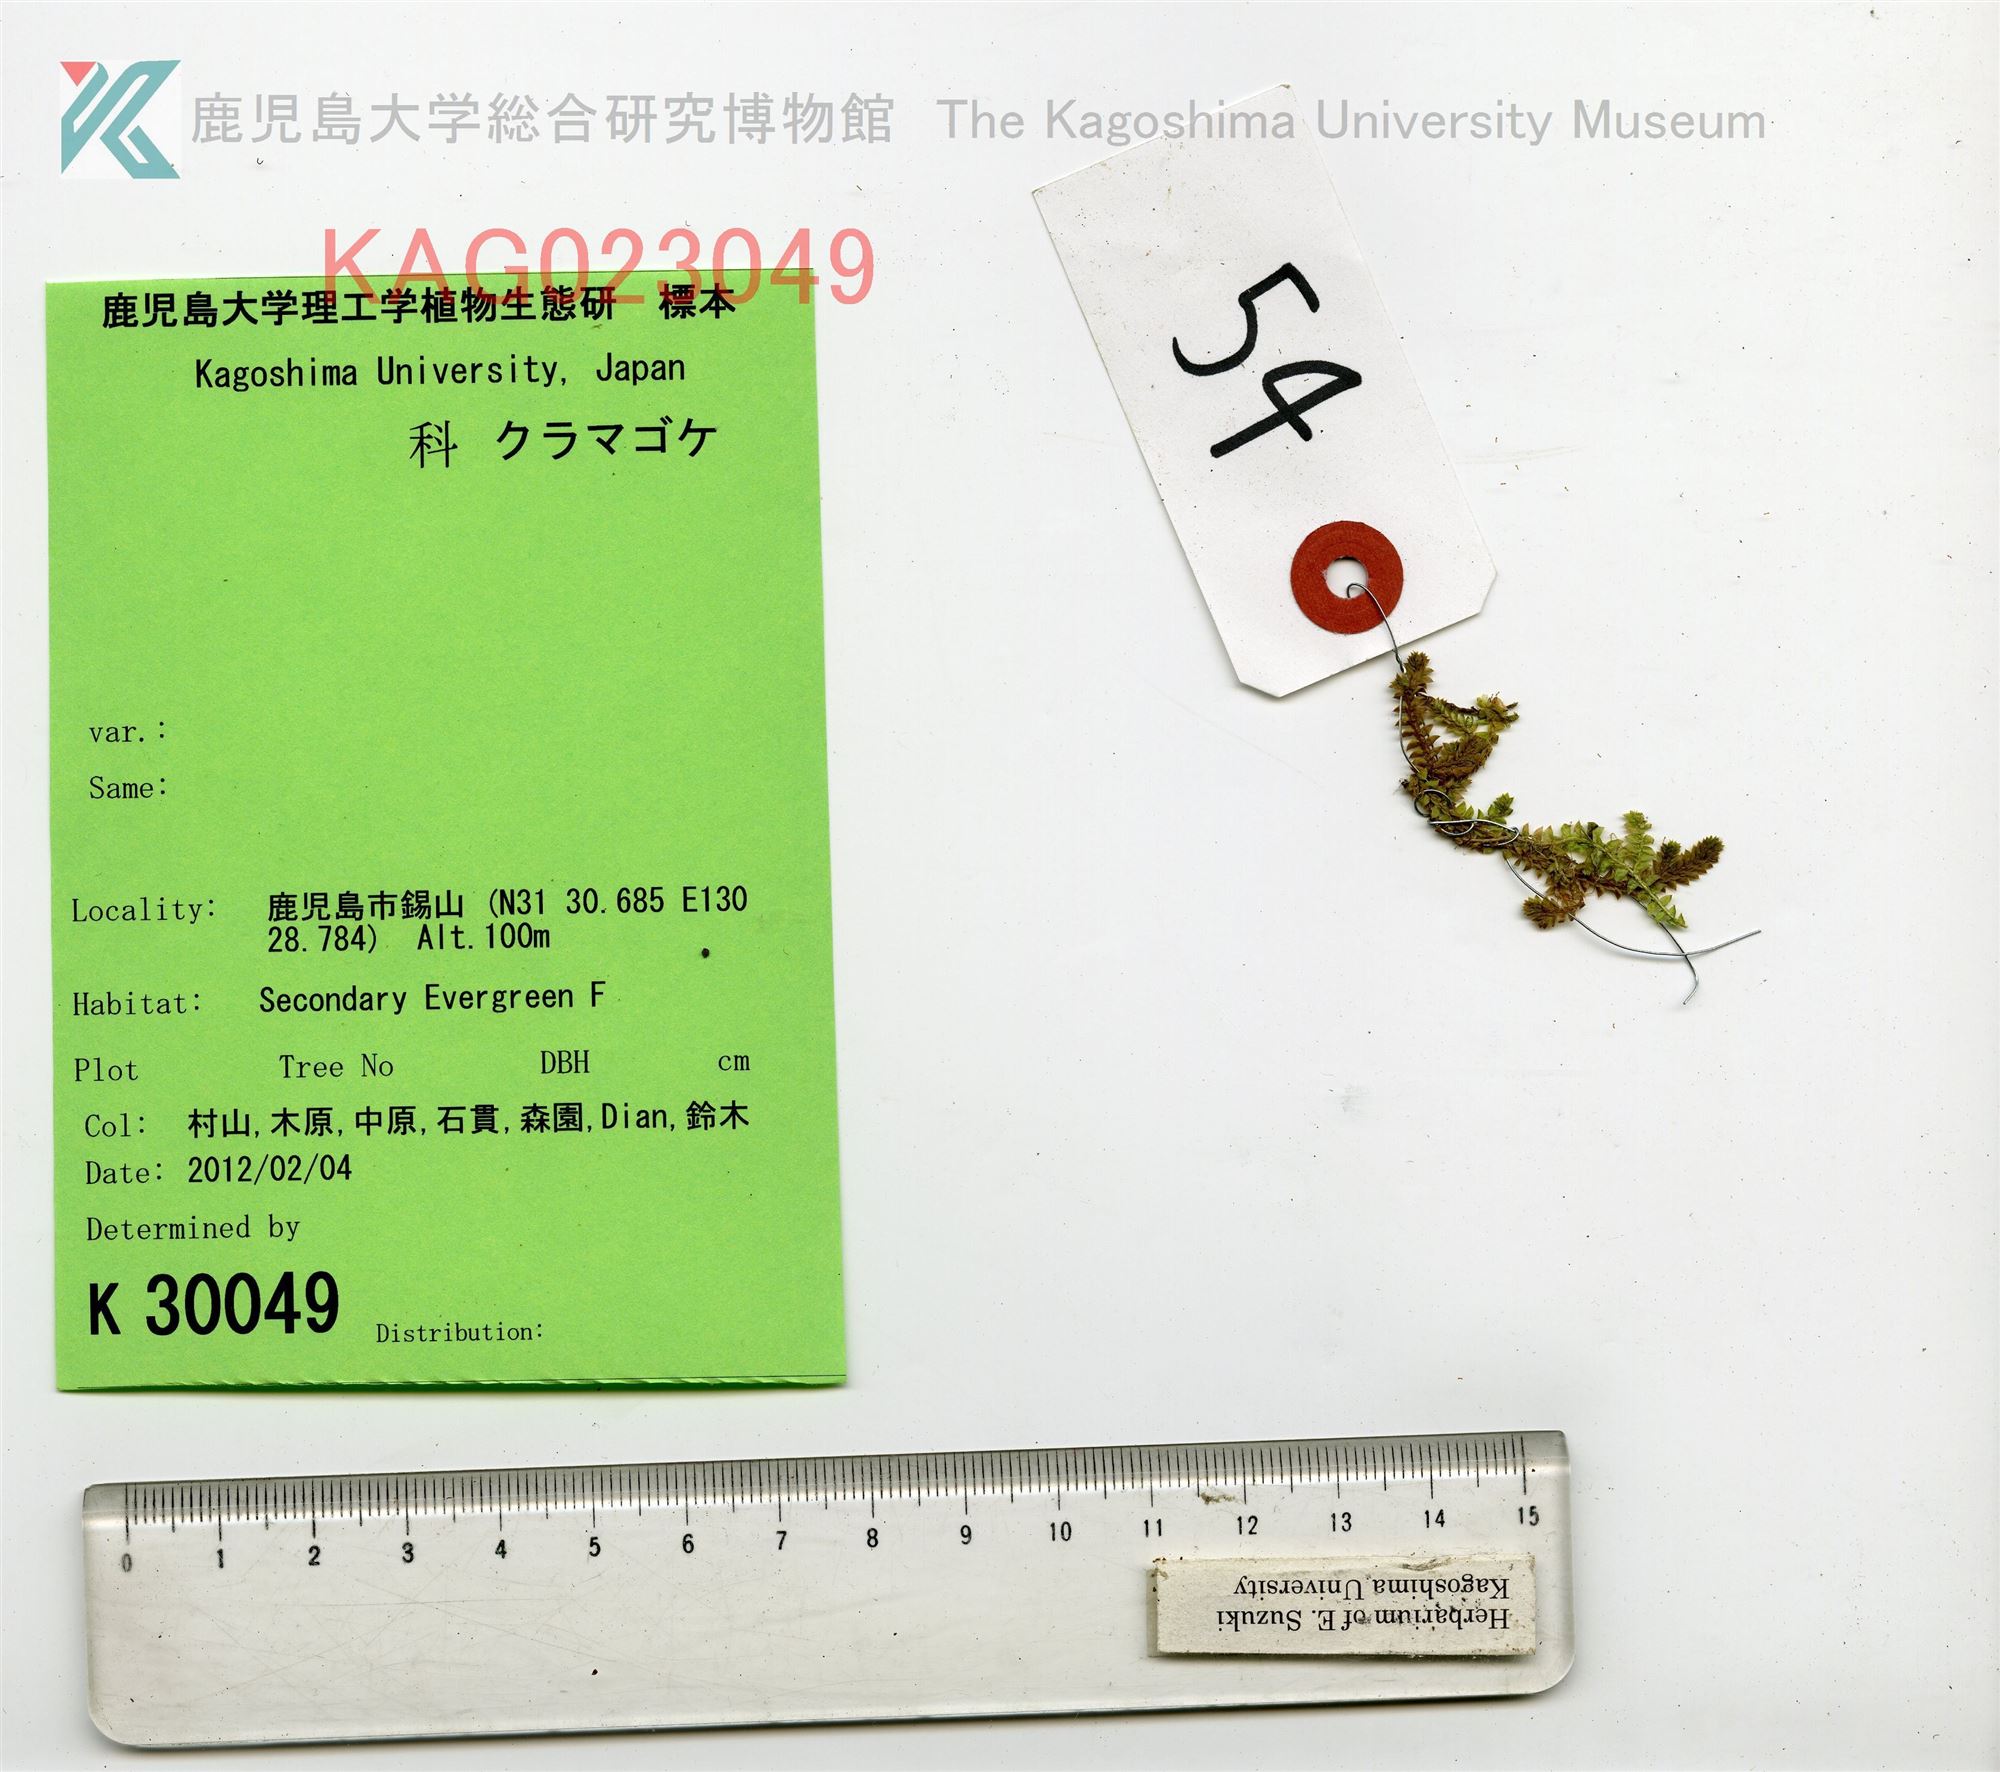 鹿児島大学総合研究博物館 The Kagoshima University Museum
KAG023049
鹿児島大学理工学植物生態研 標本
Kagoshima University, Japan
科 クラマゴケ
var.:
Same:
Locality: 鹿児島市錫山 (N31 30.685 E130
28.784) Alt.100m
Habitat: Secondary Evergreen F
Plot Tree No DBH cm
Col: 村山,木原,中原,石貫,森園,Dian,鈴木
Date: 2012/02/04
Determined by
K 30049 Distribution:
54
0 1 2 3 4 5 6 7 8 9 10 11 12 13 14 15
Herbarium of E. Suzuki
Kagoshima University